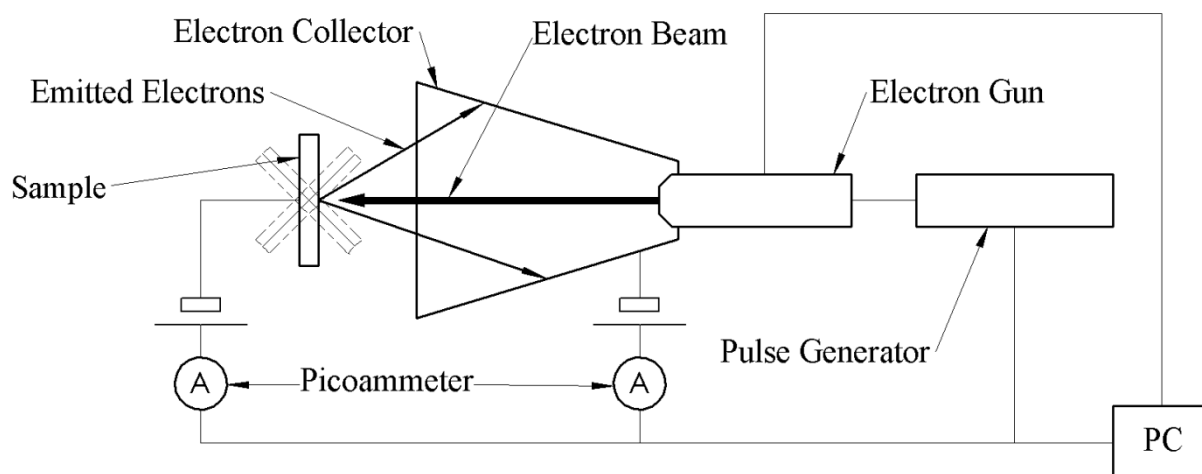 Electron Collector
Electron Beam
Emitted Electrons
Electron Gun
Sample
Pulse Generator
A
Picoammeter
A
PC